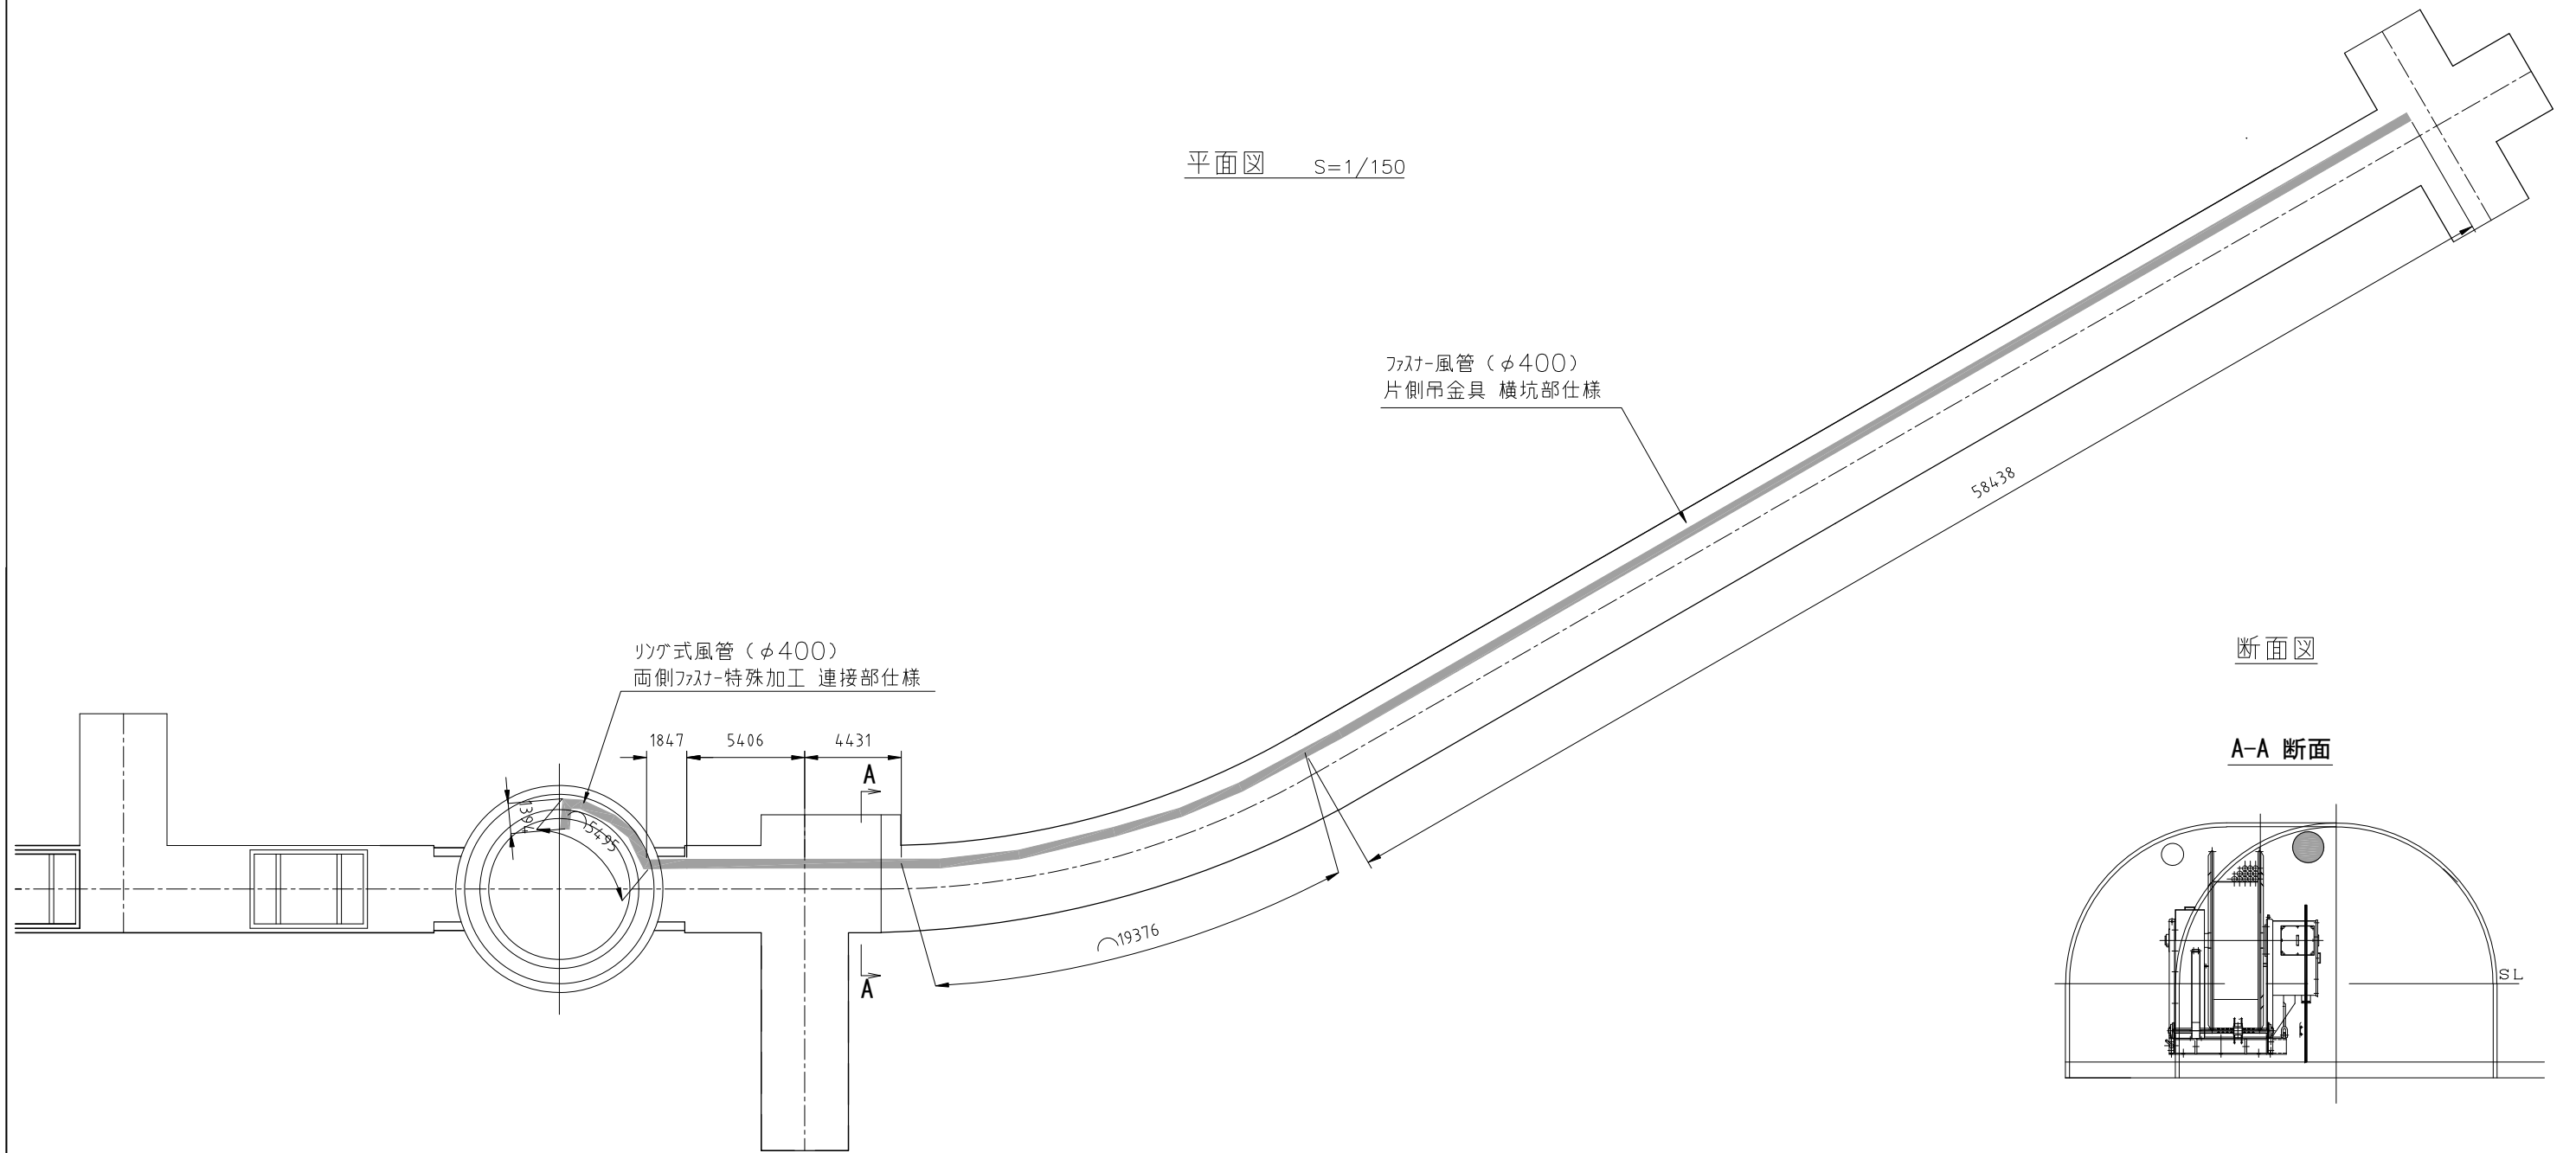 平面図 S=1/150
ﾌｧｽﾅｰ風管（φ400）
片側吊金具 横坑部仕様
58438
リング式風管（φ400）
両側ﾌｧｽﾅｰ特殊加工 連接部仕様
1847 5406 4431
A
1394
5495
A
19376
断面図
A-A 断面
SL